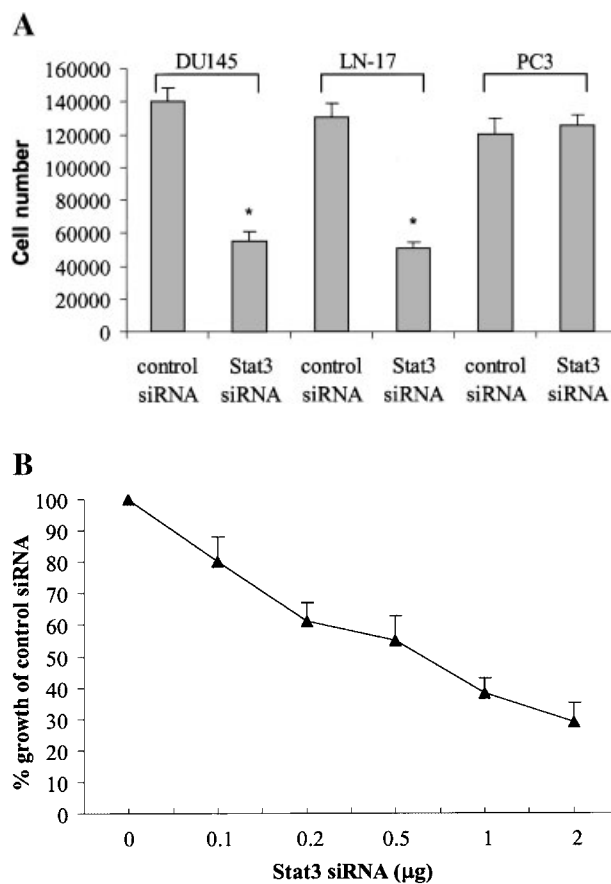 A
DU145 LN-17 PC3
160000
140000
120000
100000
80000
60000
40000
20000
0
Cell number
* *
control Stat3 control Stat3 control Stat3
siRNA siRNA siRNA siRNA siRNA siRNA
B
100
90
80
70
60
50
40
30
20
10
0
% growth of control siRNA
0 0.1 0.2 0.5 1 2
Stat3 siRNA (µg)